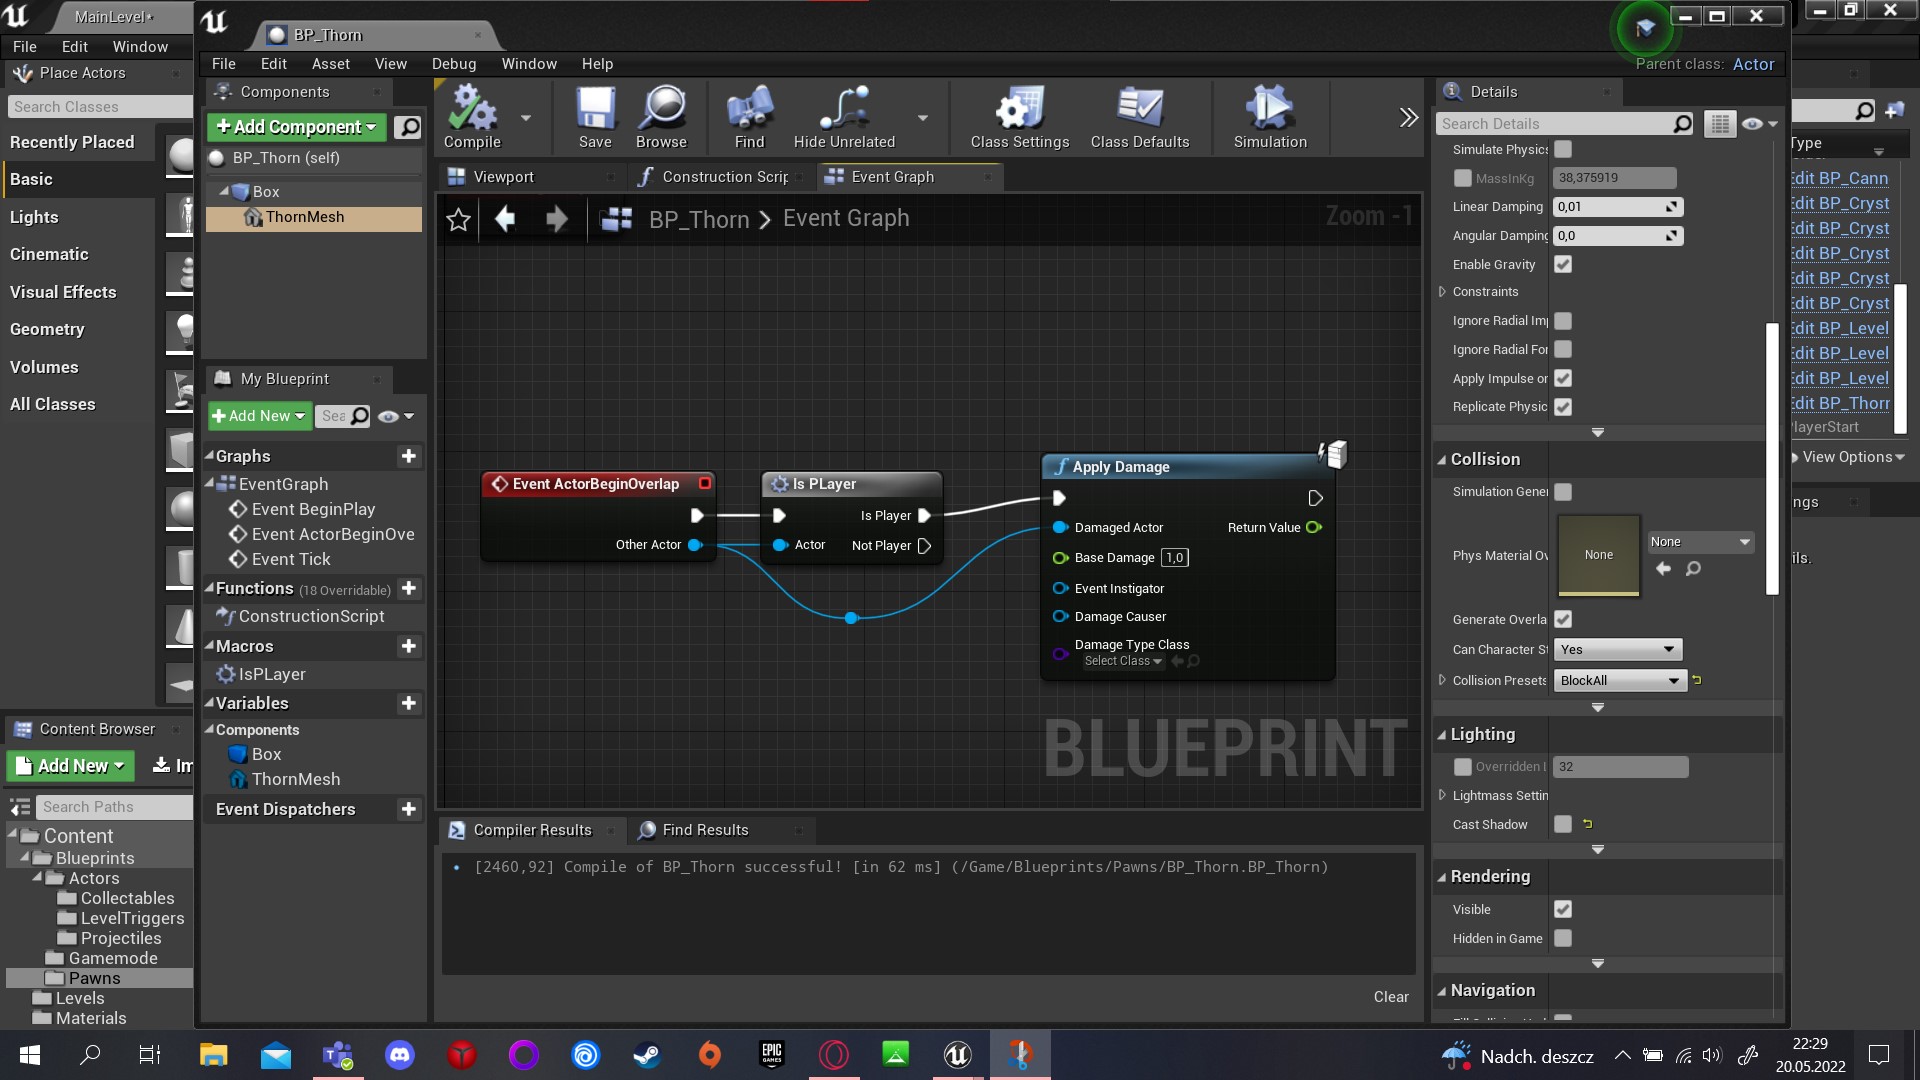 MainLevel*
File Edit Window
Place Actors
Search Classes
Recently Placed
Basic
Lights
Cinematic
Visual Effects
Geometry
Volumes
All Classes
Content Browser
Add New
Search Paths
Content
Blueprints
Actors
Collectables
LevelTriggers
Projectiles
Gamemode
Pawns
Levels
Materials
BP_Thorn
File Edit Asset View Debug Window Help
Parent class: Actor
Components
Add Component
BP_Thorn (self)
Box
ThornMesh
My Blueprint
Add New
Sea
Graphs
EventGraph
Event BeginPlay
Event ActorBeginOve
Event Tick
Functions (18 Overridable)
ConstructionScript
Macros
IsPLayer
Variables
Components
Box
ThornMesh
Event Dispatchers
Compile
Save
Browse
Find
Hide Unrelated
Class Settings
Class Defaults
Simulation
Viewport
Construction Scrip
Event Graph
BP_Thorn > Event Graph
Zoom -1
Event ActorBeginOverlap
Other Actor
Is PLayer
Is Player
Actor
Not Player
Apply Damage
Damaged Actor
Return Value
Base Damage 1,0
Event Instigator
Damage Causer
Damage Type Class
Select Class
BLUEPRINT
Compiler Results
Find Results
[2460,92] Compile of BP_Thorn successful! [in 62 ms] (/Game/Blueprints/Pawns/BP_Thorn.BP_Thorn)
Clear
Details
Search Details
Simulate Physics
MassInKg 38,375919
Linear Damping 0,01
Angular Damping 0,0
Enable Gravity
Constraints
Ignore Radial Imp
Ignore Radial For
Apply Impulse on
Replicate Physic
Collision
Simulation Gener
Phys Material Ov
None
None
Generate Overla
Can Character St Yes
Collision Presets BlockAll
Lighting
Overridden L 32
Lightmass Settin
Cast Shadow
Rendering
Visible
Hidden in Game
Navigation
Type
Edit BP_Cann
Edit BP_Cryst
Edit BP_Cryst
Edit BP_Cryst
Edit BP_Cryst
Edit BP_Cryst
Edit BP_Level
Edit BP_Level
Edit BP_Level
Edit BP_Thorn
PlayerStart
View Options
ngs
ils.
EPIC
GAMES
Nadch. deszcz
22:29
20.05.2022